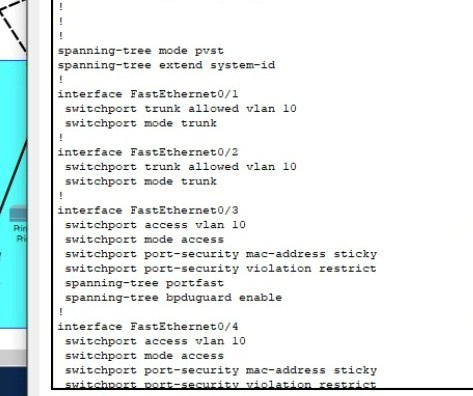 !
!
!
spanning-tree mode pvst
spanning-tree extend system-id
!
interface FastEthernet0/1
switchport trunk allowed vlan 10
switchport mode trunk
!
interface FastEthernet0/2
switchport trunk allowed vlan 10
switchport mode trunk
!
interface FastEthernet0/3
switchport access vlan 10
switchport mode access
switchport port-security mac-address sticky
switchport port-security violation restrict
spanning-tree portfast
spanning-tree bpduguard enable
!
interface FastEthernet0/4
switchport access vlan 10
switchport mode access
switchport port-security mac-address sticky
switchport port-security violation restrict